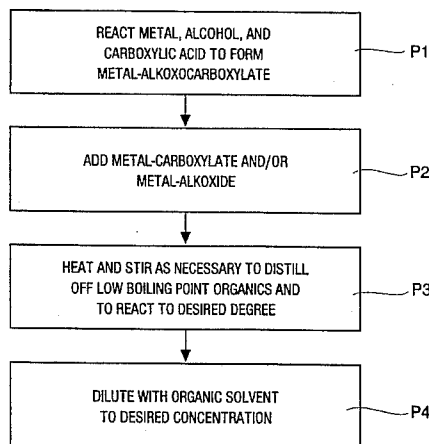 REACT METAL, ALCOHOL, AND
CARBOXYLIC ACID TO FORM
METAL-ALKOXOCARBOXYLATE
P1
ADD METAL-CARBOXYLATE AND/OR
METAL-ALKOXIDE
P2
HEAT AND STIR AS NECESSARY TO DISTILL
OFF LOW BOILING POINT ORGANICS AND
TO REACT TO DESIRED DEGREE
P3
DILUTE WITH ORGANIC SOLVENT
TO DESIRED CONCENTRATION
P4